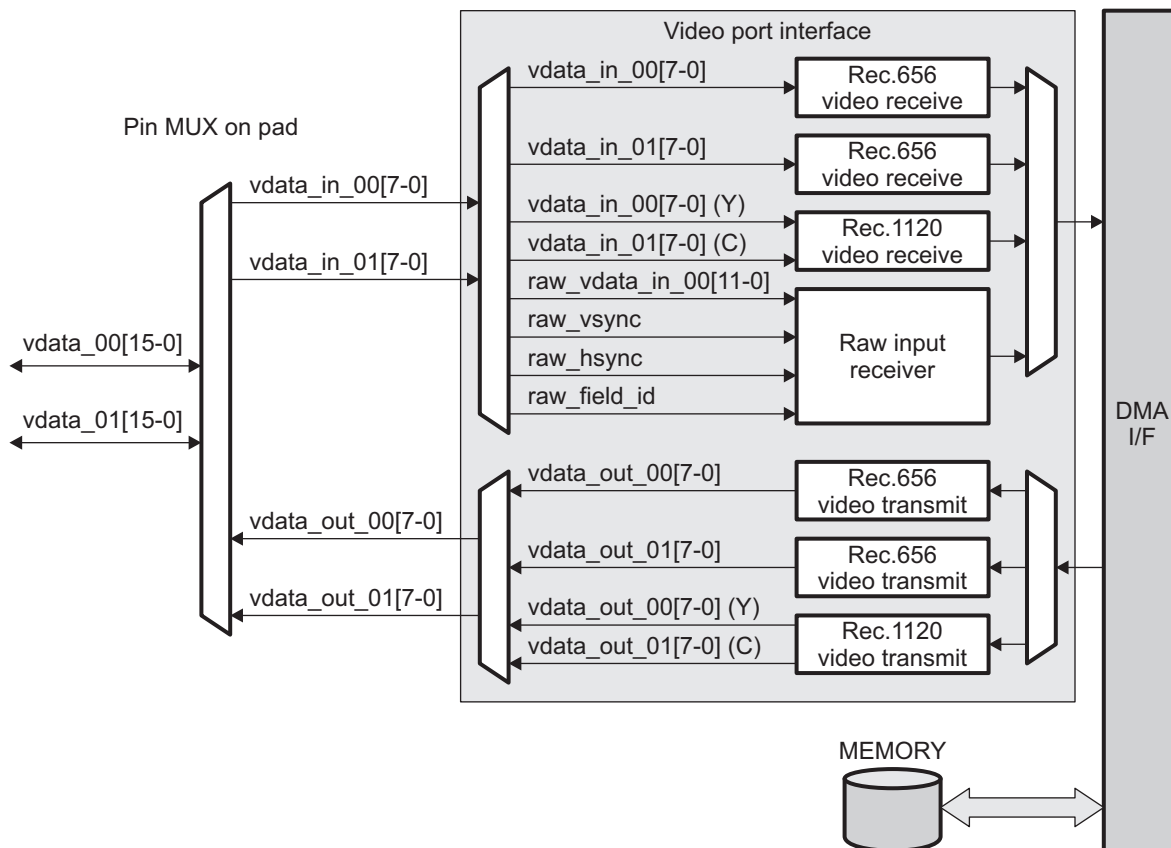 Video port interface
vdata_in_00[7-0]
Rec.656
video receive
Pin MUX on pad
vdata_in_01[7-0]
Rec.656
video receive
vdata_in_00[7-0]
vdata_in_00[7-0] (Y)
Rec.1120
video receive
vdata_in_01[7-0] (C)
vdata_in_01[7-0]
raw_vdata_in_00[11-0]
raw_vsync
raw_hsync
raw_field_id
Raw input
receiver
vdata_00[15-0]
vdata_01[15-0]
DMA
I/F
vdata_out_00[7-0]
Rec.656
video transmit
vdata_out_00[7-0]
vdata_out_01[7-0]
Rec.656
video transmit
vdata_out_01[7-0]
vdata_out_00[7-0] (Y)
vdata_out_01[7-0] (C)
Rec.1120
video transmit
MEMORY